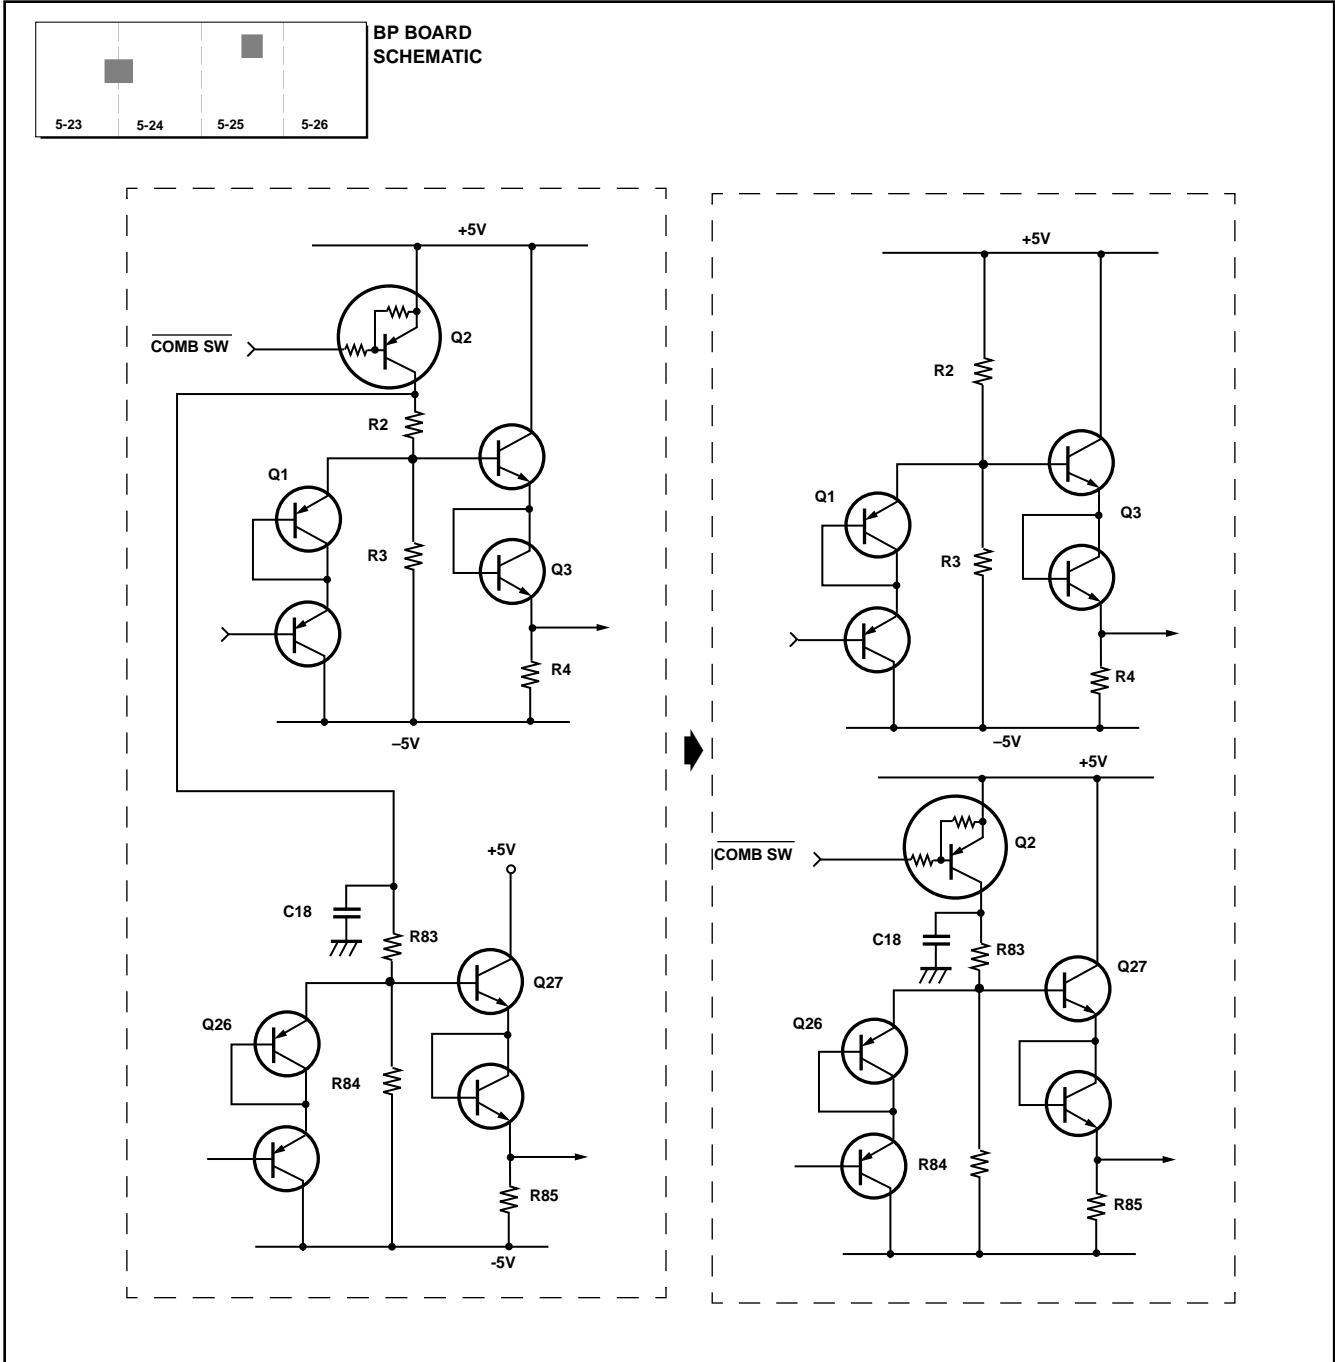 BP BOARD
SCHEMATIC
5-23
5-24
5-25
5-26
+5V
COMB SW
Q2
R2
Q1
R3
Q3
R4
–5V
+5V
C18
R83
Q27
Q26
R84
R85
-5V
+5V
R2
Q1
Q3
R3
R4
–5V
+5V
COMB SW
Q2
C18
R83
Q27
Q26
R84
R85